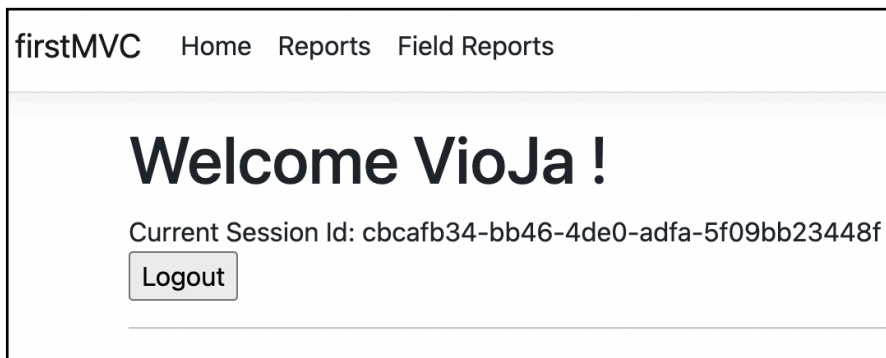 firstMVC Home Reports Field Reports
Welcome VioJa !
Current Session Id: cbcafb34-bb46-4de0-adfa-5f09bb23448f
Logout